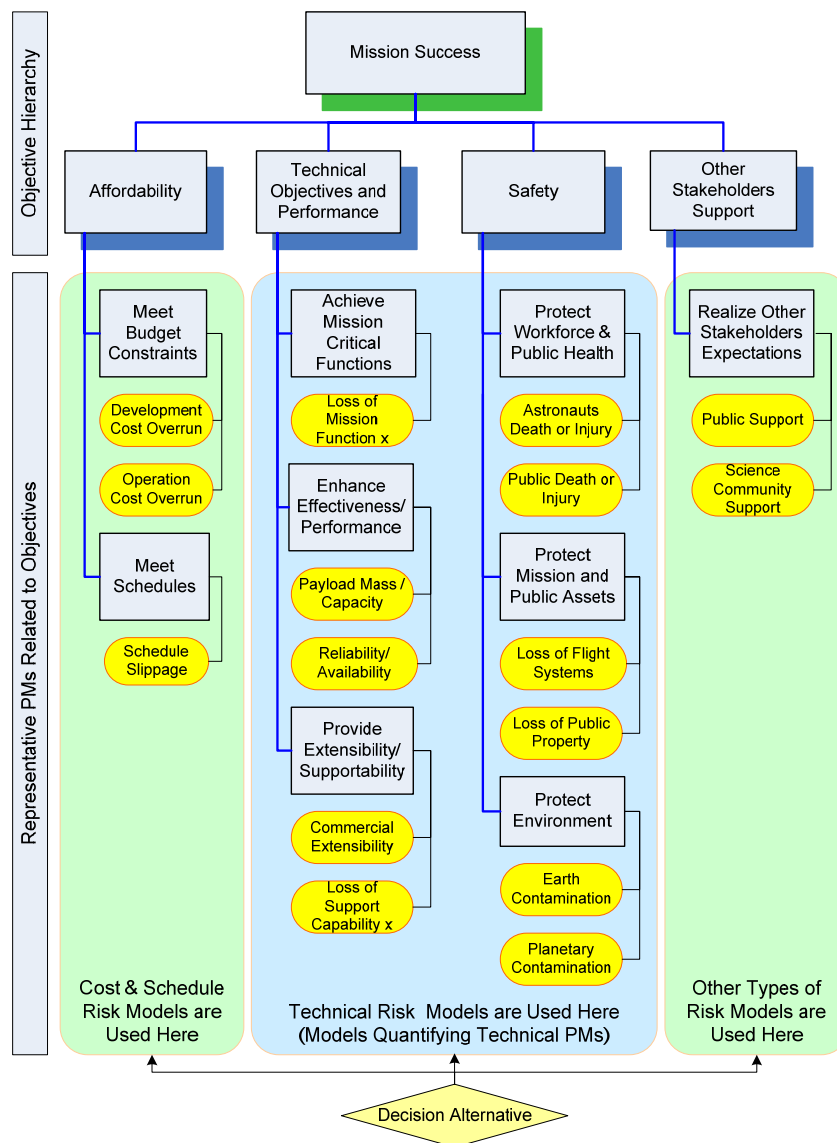 Objective Hierarchy
Mission Success
Affordability
Technical
Objectives and
Performance
Safety
Other
Stakeholders
Support
Representative PMs Related to Objectives
Meet
Budget
Constraints
Development
Cost Overrun
Operation
Cost Overrun
Meet
Schedules
Schedule
Slippage
Cost & Schedule
Risk Models are
Used Here
Achieve
Mission
Critical
Functions
Loss of
Mission
Function x
Enhance
Effectiveness/
Performance
Payload Mass /
Capacity
Reliability/
Availability
Provide
Extensibility/
Supportability
Commercial
Extensibility
Loss of
Support
Capability x
Protect
Workforce &
Public Health
Astronauts
Death or Injury
Public Death or
Injury
Protect
Mission and
Public Assets
Loss of Flight
Systems
Loss of Public
Property
Protect
Environment
Earth
Contamination
Planetary
Contamination
Technical Risk Models are Used Here
(Models Quantifying Technical PMs)
Realize Other
Stakeholders
Expectations
Public Support
Science
Community
Support
Other Types of
Risk Models are
Used Here
Decision Alternative